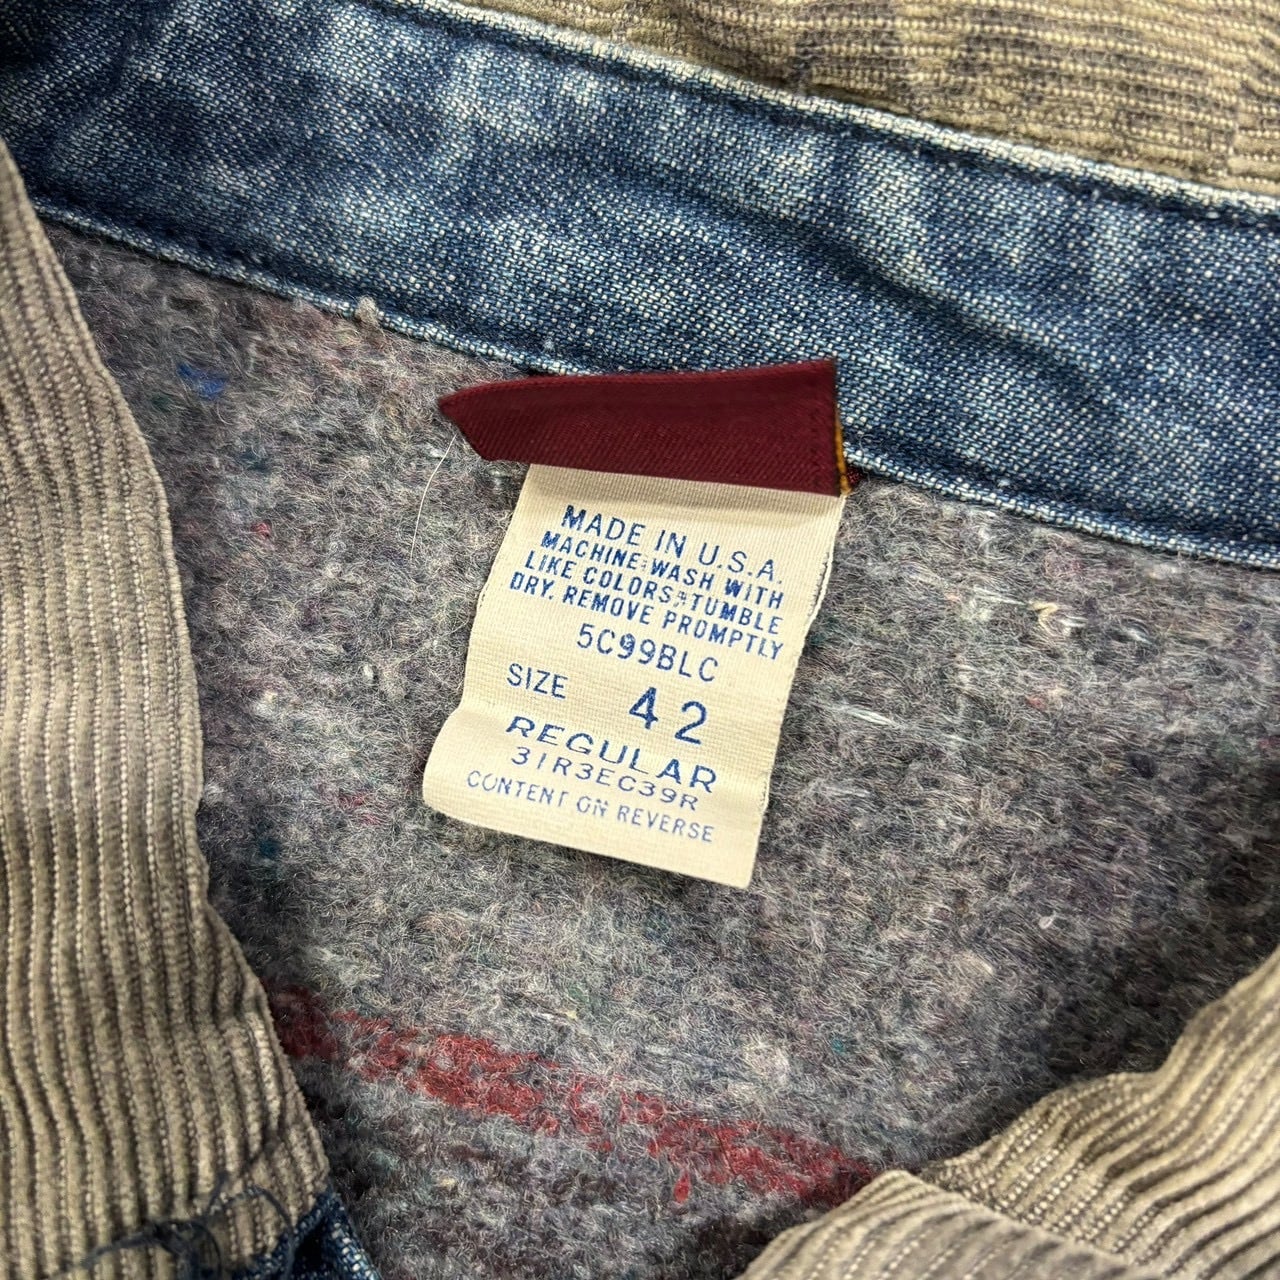 MADE IN U.S.A.
MACHINE WASH WITH
LIKE COLORS, TUMBLE
DRY. REMOVE PROMPTLY
5C99BLC
SIZE 42
REGULAR
31R3EC39R
CONTENT ON REVERSE